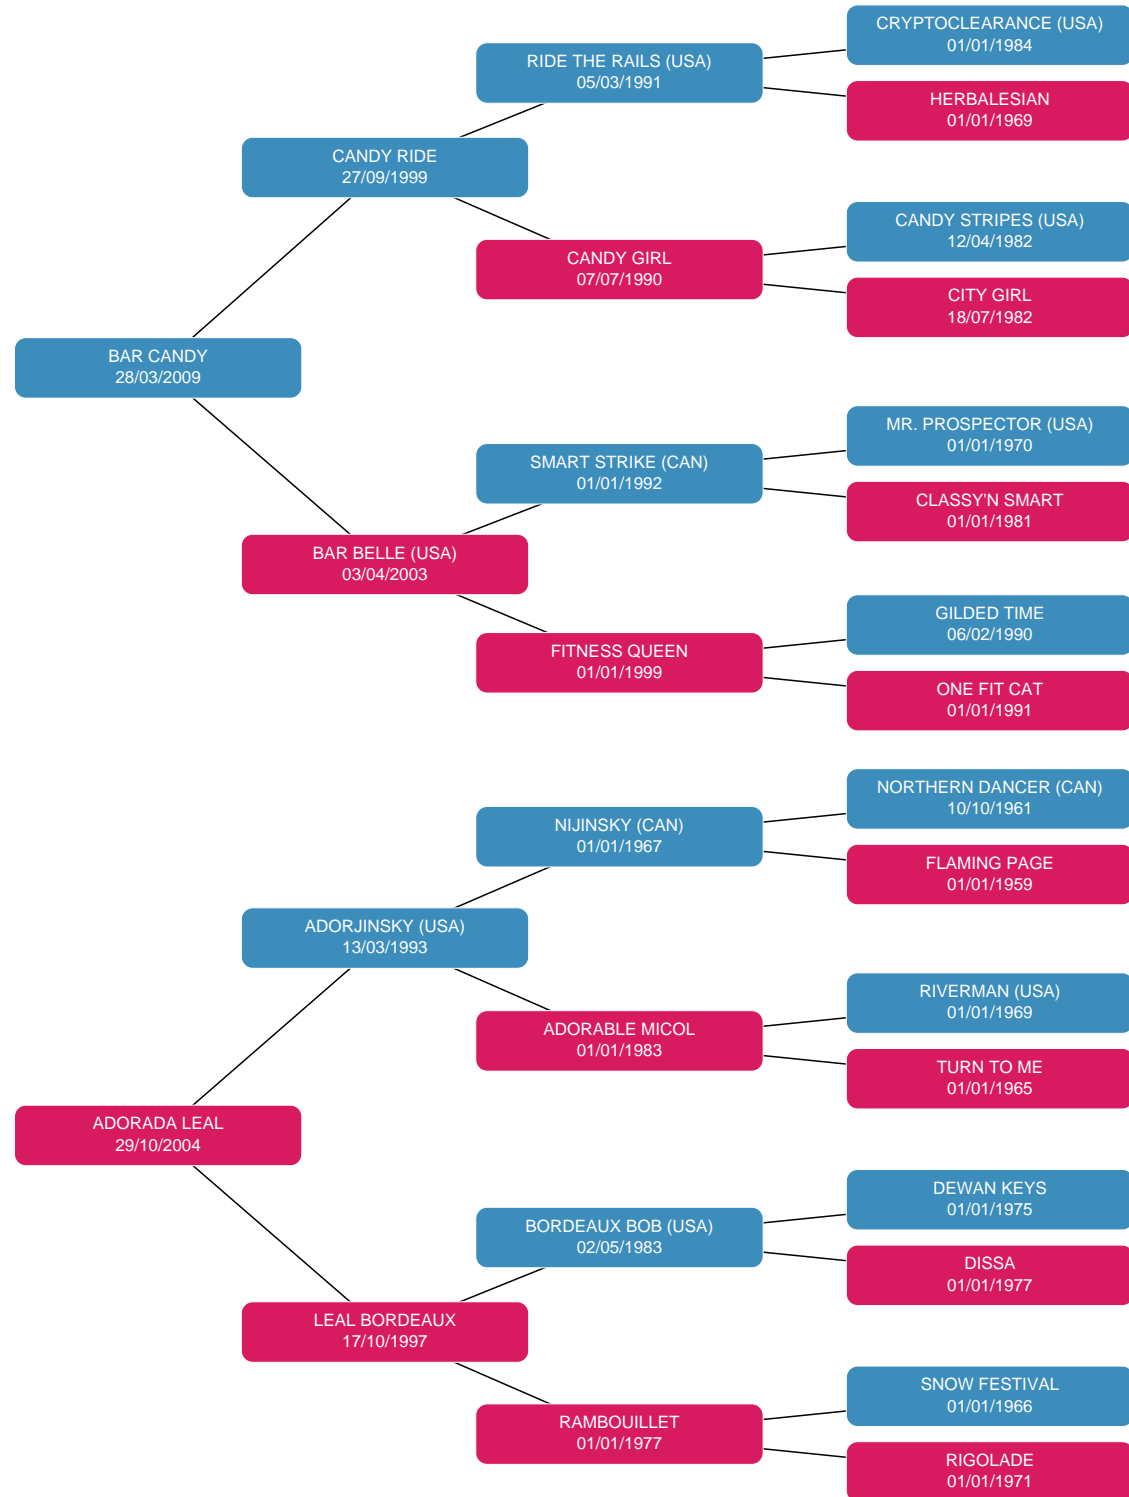 CRYPTOCLEARANCE (USA)
01/01/1984
RIDE THE RAILS (USA)
05/03/1991
HERBALESIAN
01/01/1969
CANDY RIDE
27/09/1999
CANDY STRIPES (USA)
12/04/1982
CANDY GIRL
07/07/1990
CITY GIRL
18/07/1982
BAR CANDY
28/03/2009
MR. PROSPECTOR (USA)
01/01/1970
SMART STRIKE (CAN)
01/01/1992
CLASSY'N SMART
01/01/1981
BAR BELLE (USA)
03/04/2003
GILDED TIME
06/02/1990
FITNESS QUEEN
01/01/1999
ONE FIT CAT
01/01/1991
NORTHERN DANCER (CAN)
10/10/1961
NIJINSKY (CAN)
01/01/1967
FLAMING PAGE
01/01/1959
ADORJINSKY (USA)
13/03/1993
RIVERMAN (USA)
01/01/1969
ADORABLE MICOL
01/01/1983
TURN TO ME
01/01/1965
ADORADA LEAL
29/10/2004
DEWAN KEYS
01/01/1975
BORDEAUX BOB (USA)
02/05/1983
DISSA
01/01/1977
LEAL BORDEAUX
17/10/1997
SNOW FESTIVAL
01/01/1966
RAMBOUILLET
01/01/1977
RIGOLADE
01/01/1971